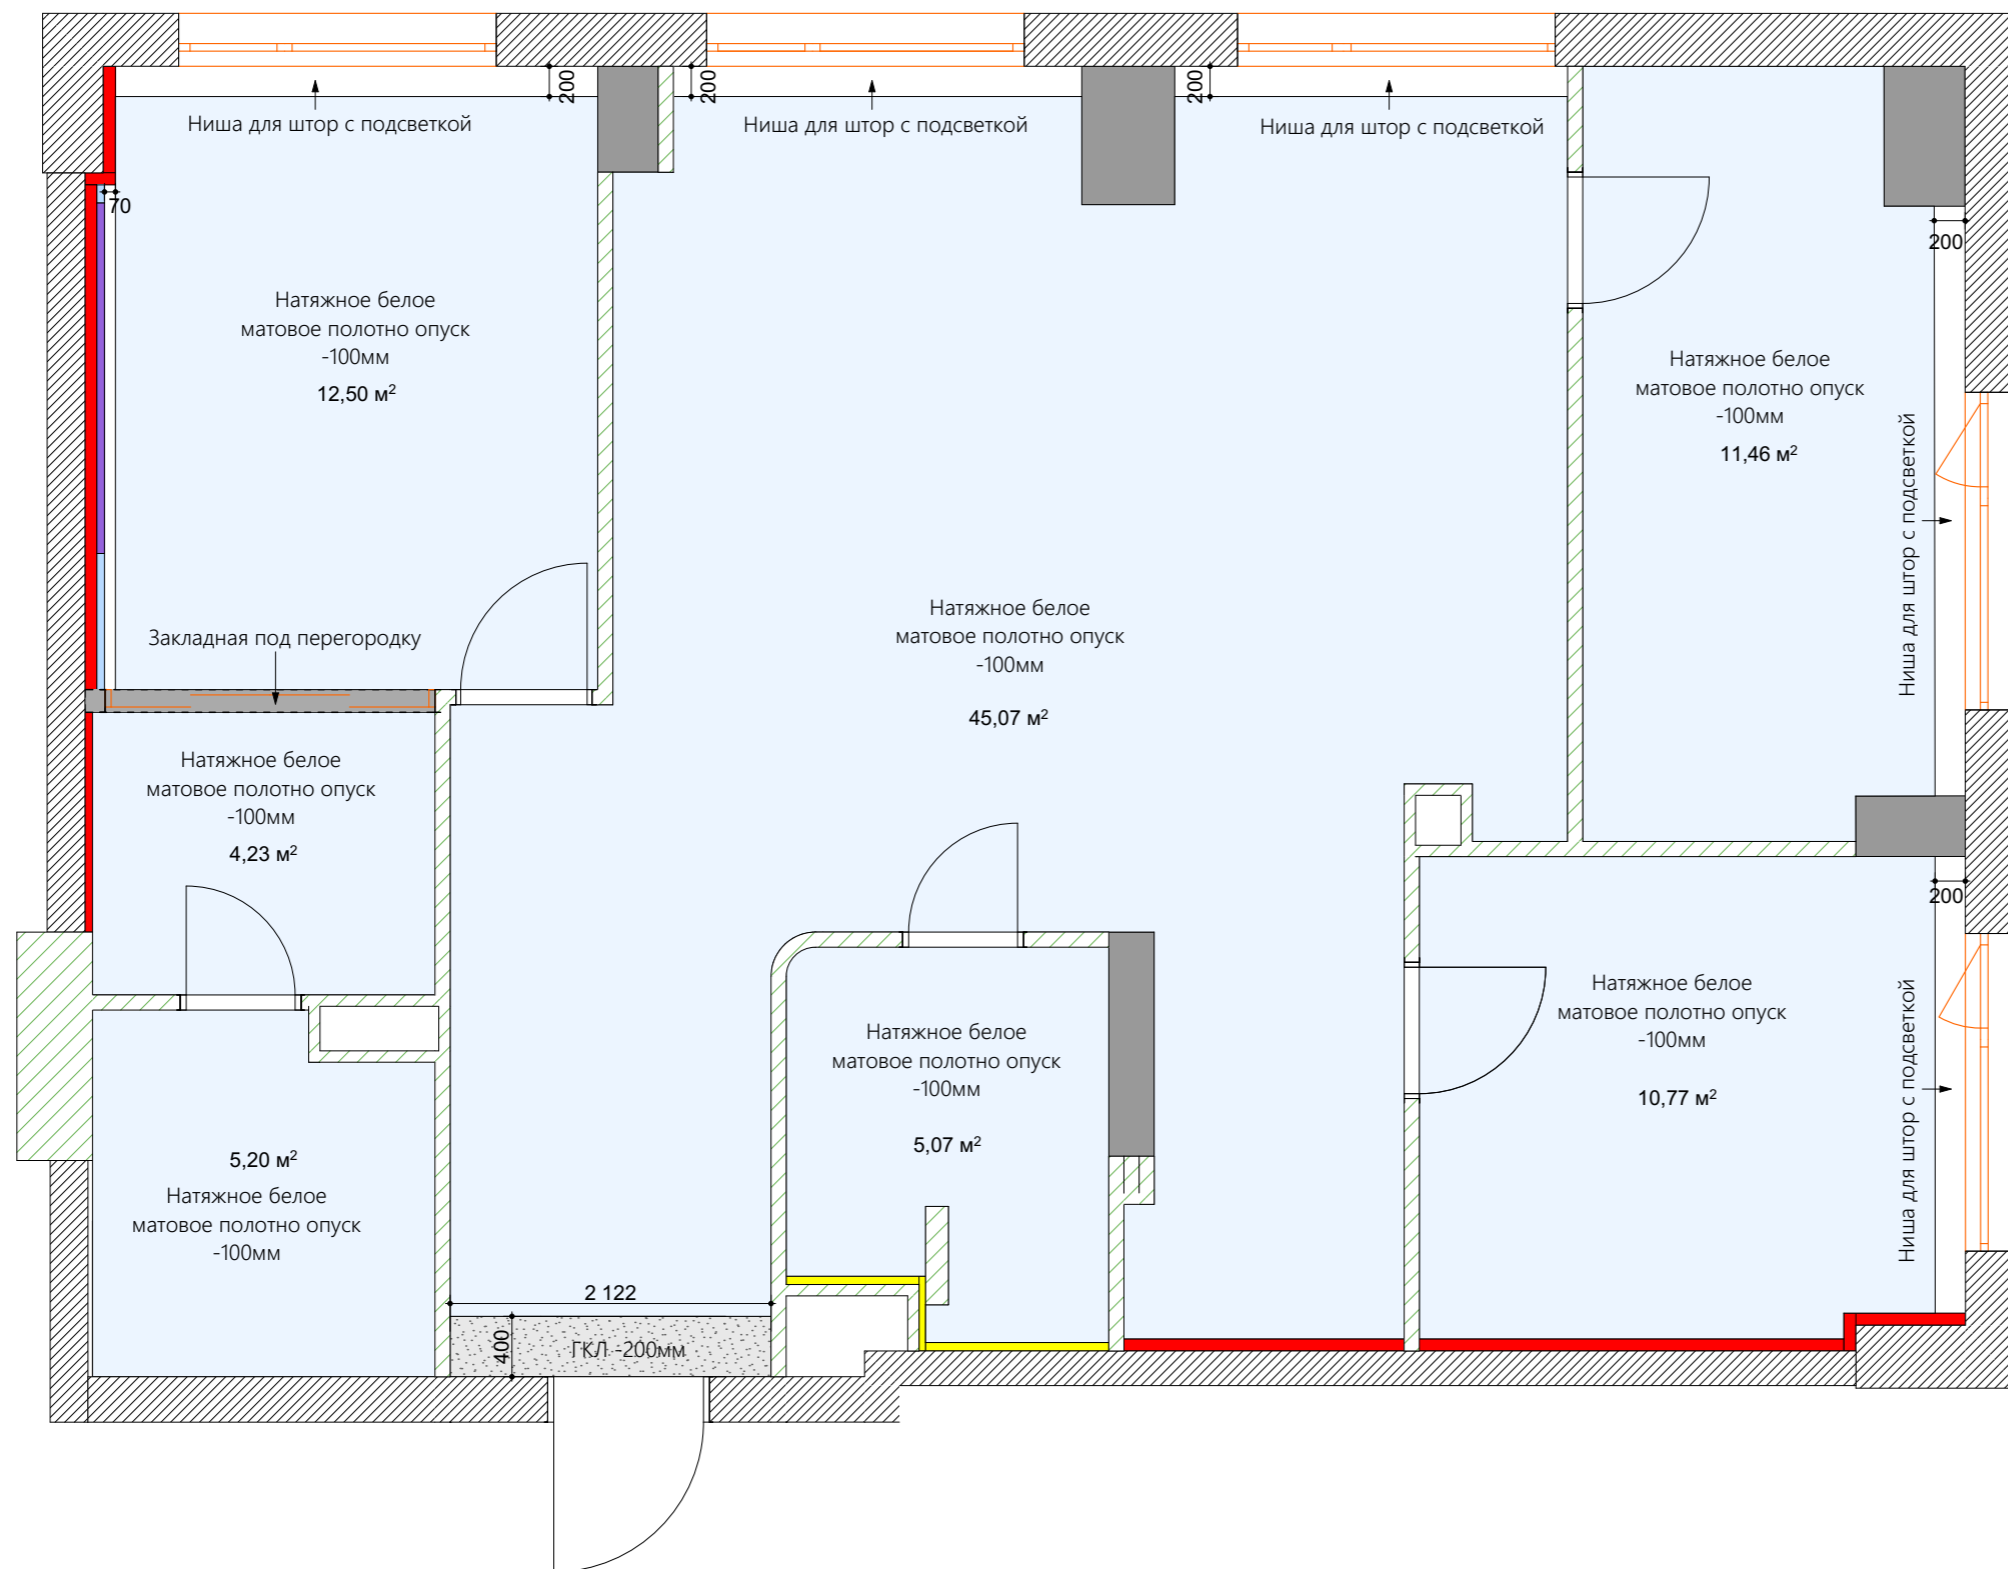 200
200
200
Ниша для штор с подсветкой
Ниша для штор с подсветкой
Ниша для штор с подсветкой
70
200
Натяжное белое
матовое полотно опуск
-100мм
12,50 м²
Натяжное белое
матовое полотно опуск
-100мм
11,46 м²
Ниша для штор с подсветкой
Закладная под перегородку
Натяжное белое
матовое полотно опуск
-100мм
45,07 м²
Натяжное белое
матовое полотно опуск
-100мм
4,23 м²
200
Натяжное белое
матовое полотно опуск
-100мм
10,77 м²
Ниша для штор с подсветкой
Натяжное белое
матовое полотно опуск
-100мм
5,07 м²
5,20 м²
Натяжное белое
матовое полотно опуск
-100мм
2 122
400
ГКЛ -200мм